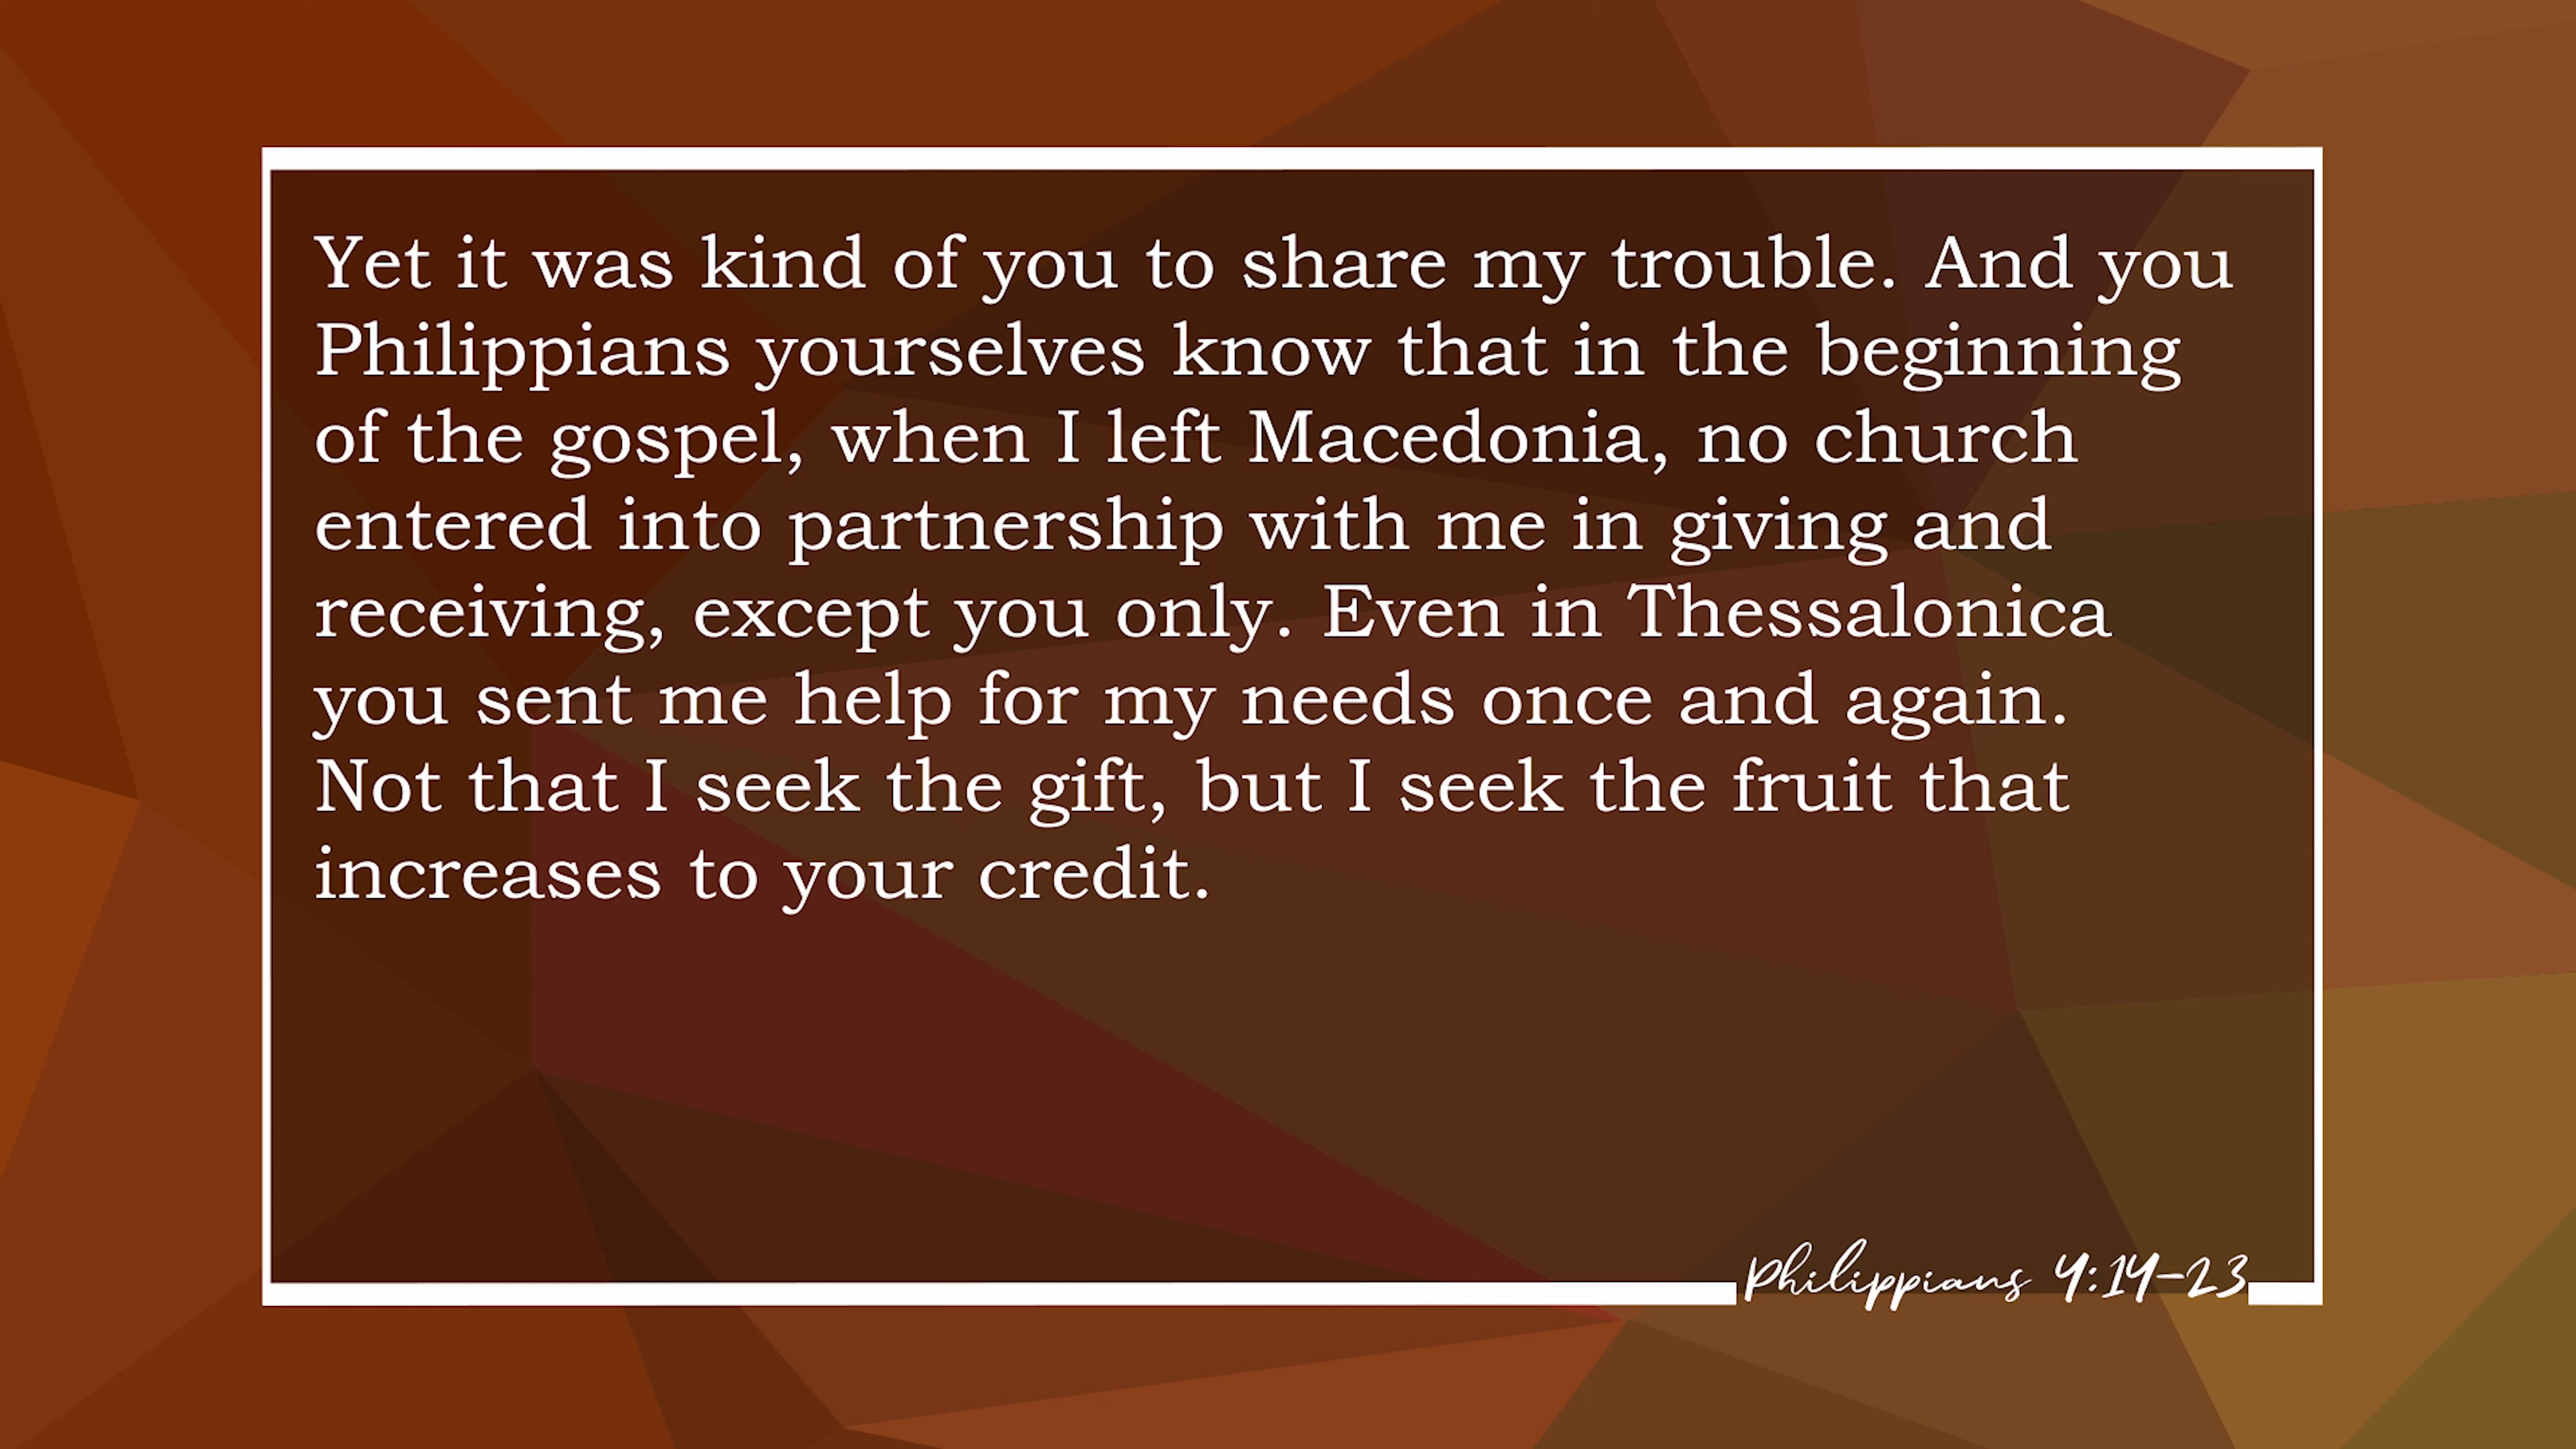 Yet it was kind of you to share my trouble. And you
Philippians yourselves know that in the beginning
of the gospel, when I left Macedonia, no church
entered into partnership with me in giving and
receiving, except you only. Even in Thessalonica
you sent me help for my needs once and again.
Not that I seek the gift, but I seek the fruit that
increases to your credit.
Philippians 4:14-23